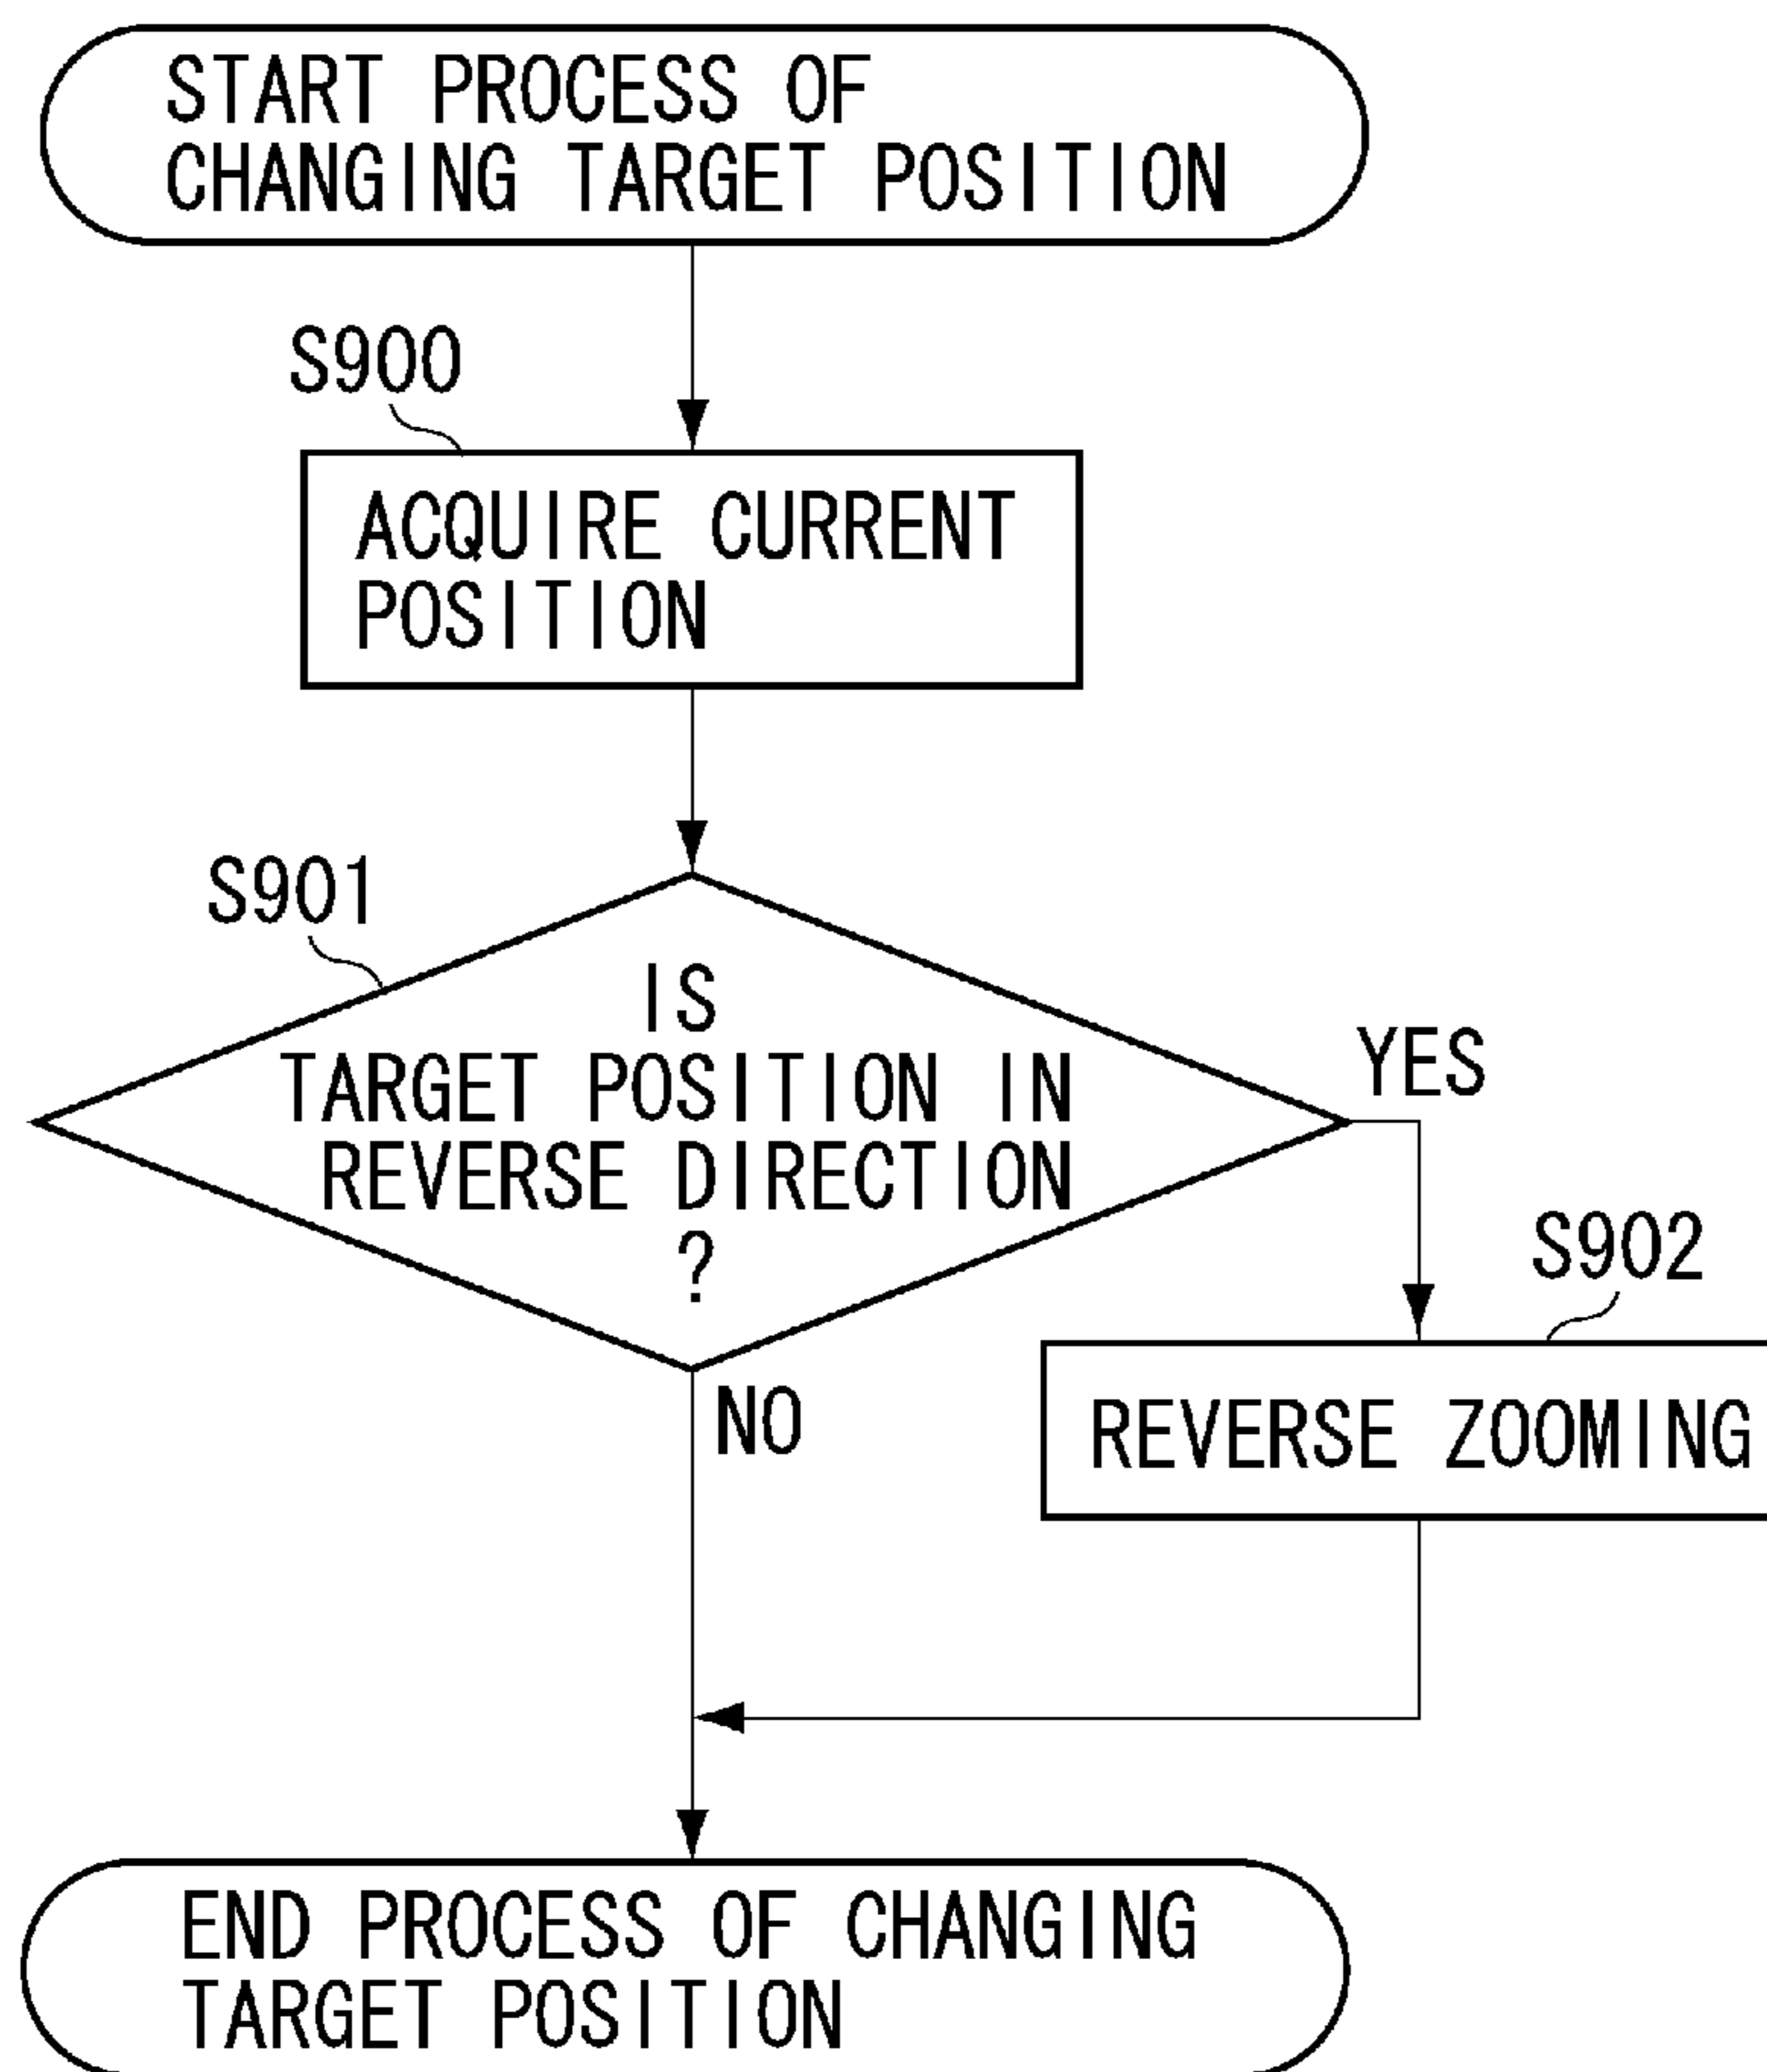 START PROCESS OF
CHANGING TARGET POSITION
S900
ACQUIRE CURRENT
POSITION
S901
IS
TARGET POSITION IN
REVERSE DIRECTION
?
YES
S902
REVERSE ZOOMING
NO
END PROCESS OF CHANGING
TARGET POSITION